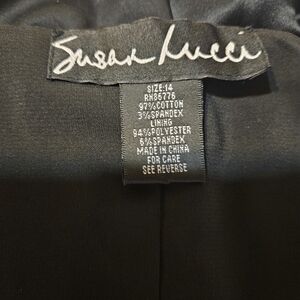 Susan Lucci
SIZE:14
RN86776
97%COTTON
3%SPANDEX
LINING
94%POLYESTER
6%SPANDEX
MADE IN CHINA
FOR CARE
SEE REVERSE